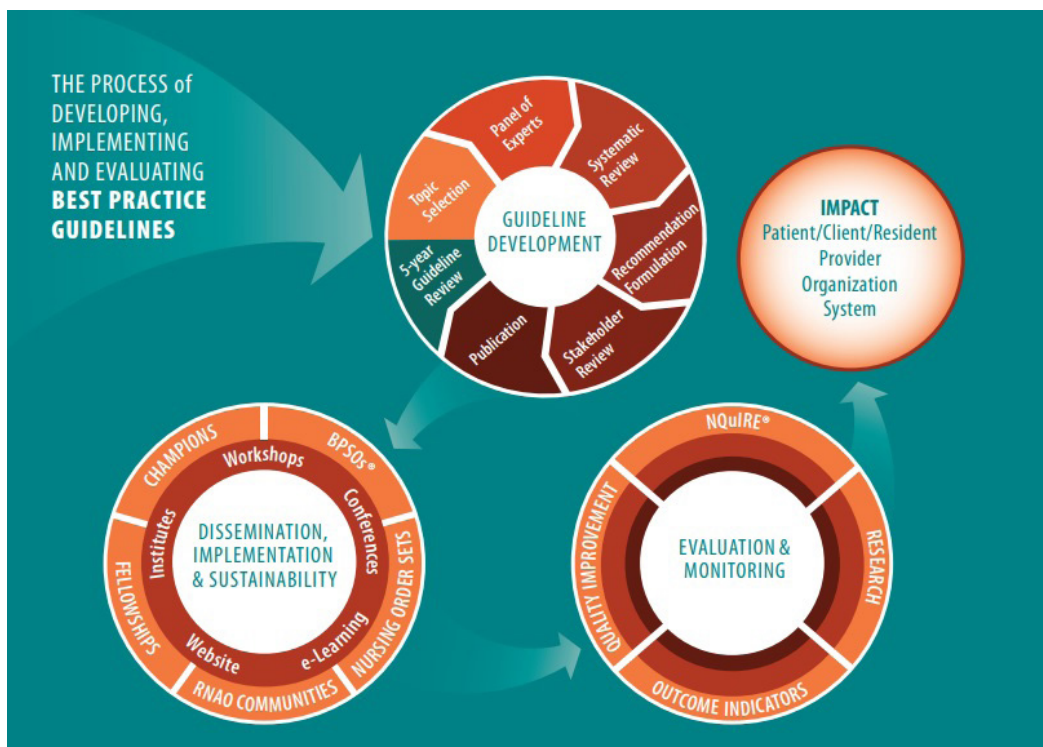 THE PROCESS of
DEVELOPING,
IMPLEMENTING
AND EVALUATING
BEST PRACTICE
GUIDELINES
Panel of
Experts
Systematic
Review
Recommendation
Formulation
Stakeholder
Review
Publication
5-year
Guideline
Review
Topic
Selection
GUIDELINE
DEVELOPMENT
IMPACT
Patient/Client/Resident
Provider
Organization
System
CHAMPIONS
BPSOs®
NURSING ORDER SETS
RNAO COMMUNITIES
FELLOWSHIPS
Workshops
Conferences
e-Learning
Website
Institutes
DISSEMINATION,
IMPLEMENTATION
& SUSTAINABILITY
NQuIRE®
RESEARCH
OUTCOME INDICATORS
QUALITY IMPROVEMENT
EVALUATION &
MONITORING